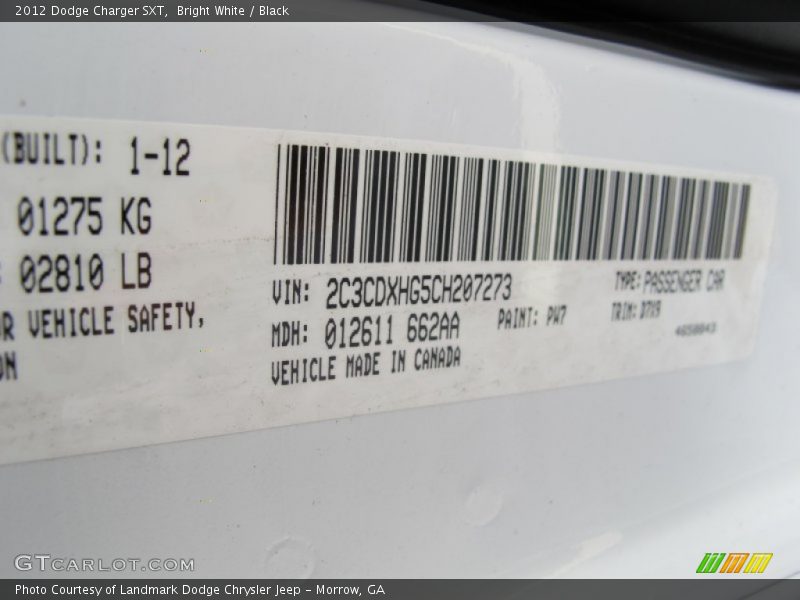 2012 Dodge Charger SXT, Bright White / Black
(BUILT): 1-12
01275 KG
02810 LB
R VEHICLE SAFETY,
ON
VIN: 2C3CDXHG5CH207273
MDH: 012611 662AA
VEHICLE MADE IN CANADA
PAINT: PW7
TYPE: PASSENGER CAR
TRIM: D7X9
GTCARLOT.COM
Photo Courtesy of Landmark Dodge Chrysler Jeep - Morrow, GA